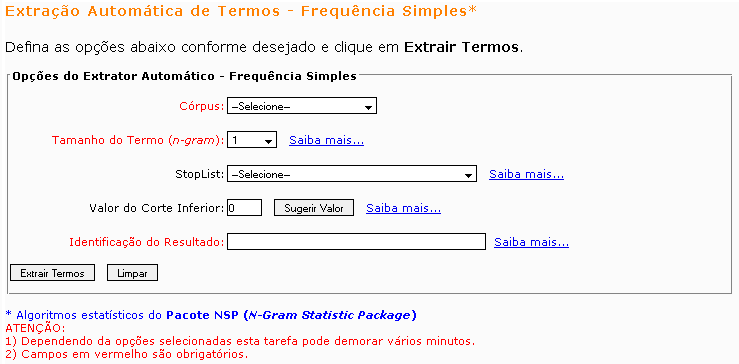 Extração Automática de Termos - Frequência Simples*
Defina as opções abaixo conforme desejado e clique em Extrair Termos.
Opções do Extrator Automático - Frequência Simples
Córpus: --Selecione--
Tamanho do Termo (n-gram): 1 Saiba mais...
StopList: --Selecione-- Saiba mais...
Valor do Corte Inferior: 0 Sugerir Valor Saiba mais...
Identificação do Resultado: Saiba mais...
Extrair Termos Limpar
* Algoritmos estatísticos do Pacote NSP (N-Gram Statistic Package)
ATENÇÃO:
1) Dependendo da opções selecionadas esta tarefa pode demorar vários minutos.
2) Campos em vermelho são obrigatórios.